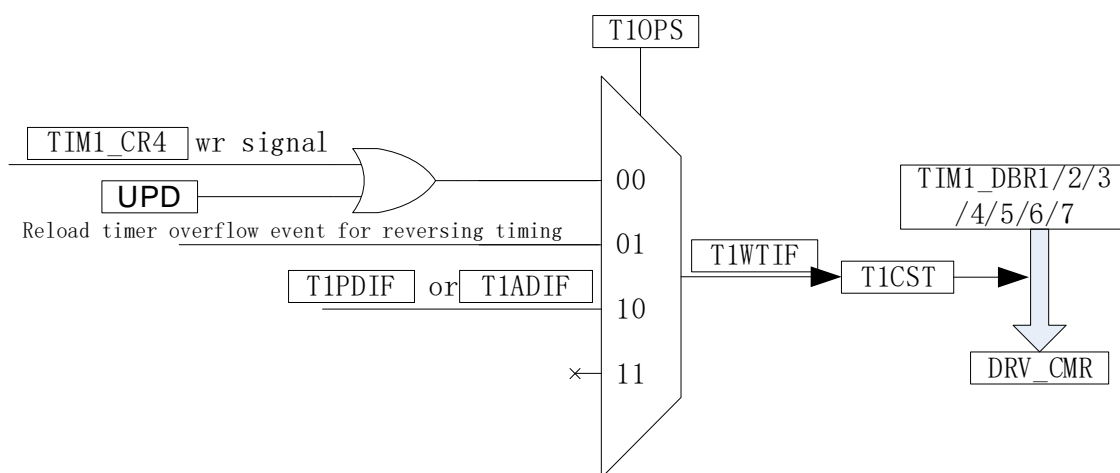 T1OPS
TIM1_CR4 wr signal
UPD
00
Reload timer overflow event for reversing timing
01
T1PDIF or T1ADIF
10
11
T1WTIF
T1CST
TIM1_DBR1/2/3
/4/5/6/7
DRV_CMR